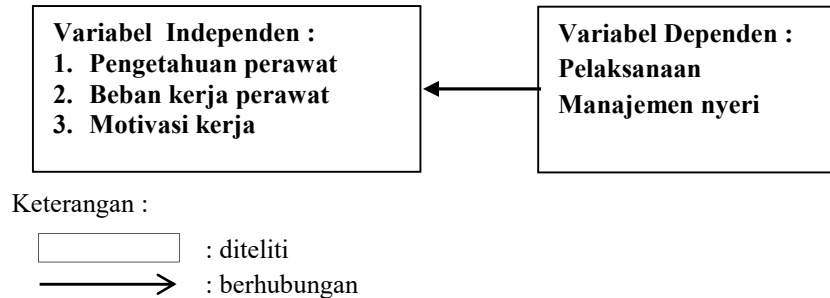 Variabel Independen :
1. Pengetahuan perawat
2. Beban kerja perawat
3. Motivasi kerja
Variabel Dependen :
Pelaksanaan
Manajemen nyeri
Keterangan :
: diteliti
: berhubungan